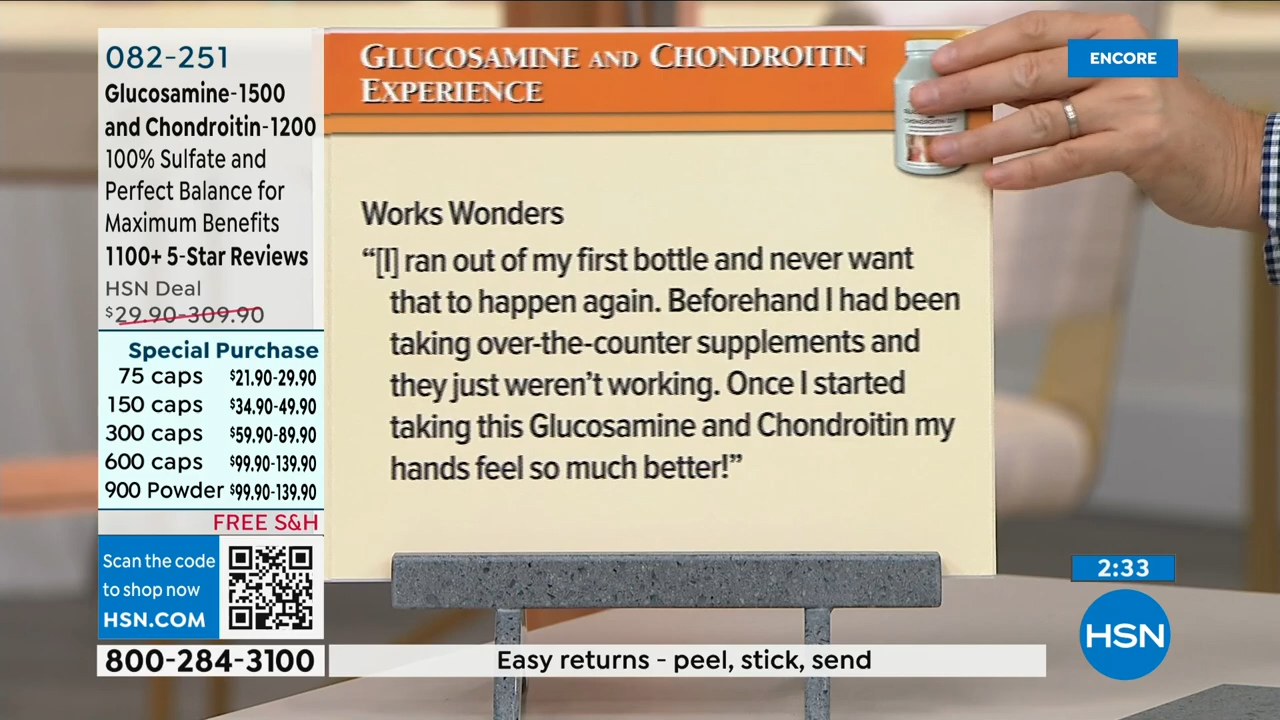 082-251
Glucosamine-1500
and Chondroitin-1200
100% Sulfate and
Perfect Balance for
Maximum Benefits
1100+ 5-Star Reviews
HSN Deal
$29.90-309.90
Special Purchase
75 caps $21.90-29.90
150 caps $34.90-49.90
300 caps $59.90-89.90
600 caps $99.90-139.90
900 Powder $99.90-139.90
FREE S&H
Scan the code
to shop now
HSN.COM
800-284-3100
GLUCOSAMINE AND CHONDROITIN
EXPERIENCE
Works Wonders
“[I] ran out of my first bottle and never want
that to happen again. Beforehand I had been
taking over-the-counter supplements and
they just weren’t working. Once I started
taking this Glucosamine and Chondroitin my
hands feel so much better!”
ENCORE
2:33
HSN
Easy returns - peel, stick, send